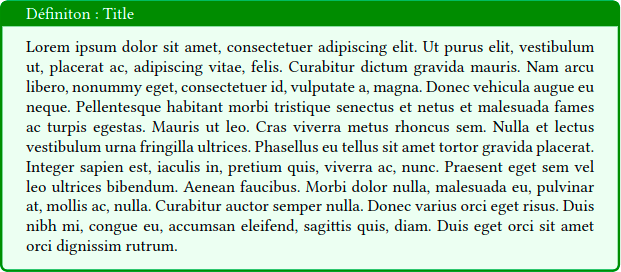 Définiton : Title
Lorem ipsum dolor sit amet, consectetuer adipiscing elit. Ut purus elit, vestibulum
ut, placerat ac, adipiscing vitae, felis. Curabitur dictum gravida mauris. Nam arcu
libero, nonummy eget, consectetuer id, vulputate a, magna. Donec vehicula augue eu
neque. Pellentesque habitant morbi tristique senectus et netus et malesuada fames
ac turpis egestas. Mauris ut leo. Cras viverra metus rhoncus sem. Nulla et lectus
vestibulum urna fringilla ultrices. Phasellus eu tellus sit amet tortor gravida placerat.
Integer sapien est, iaculis in, pretium quis, viverra ac, nunc. Praesent eget sem vel
leo ultrices bibendum. Aenean faucibus. Morbi dolor nulla, malesuada eu, pulvinar
at, mollis ac, nulla. Curabitur auctor semper nulla. Donec varius orci eget risus. Duis
nibh mi, congue eu, accumsan eleifend, sagittis quis, diam. Duis eget orci sit amet
orci dignissim rutrum.